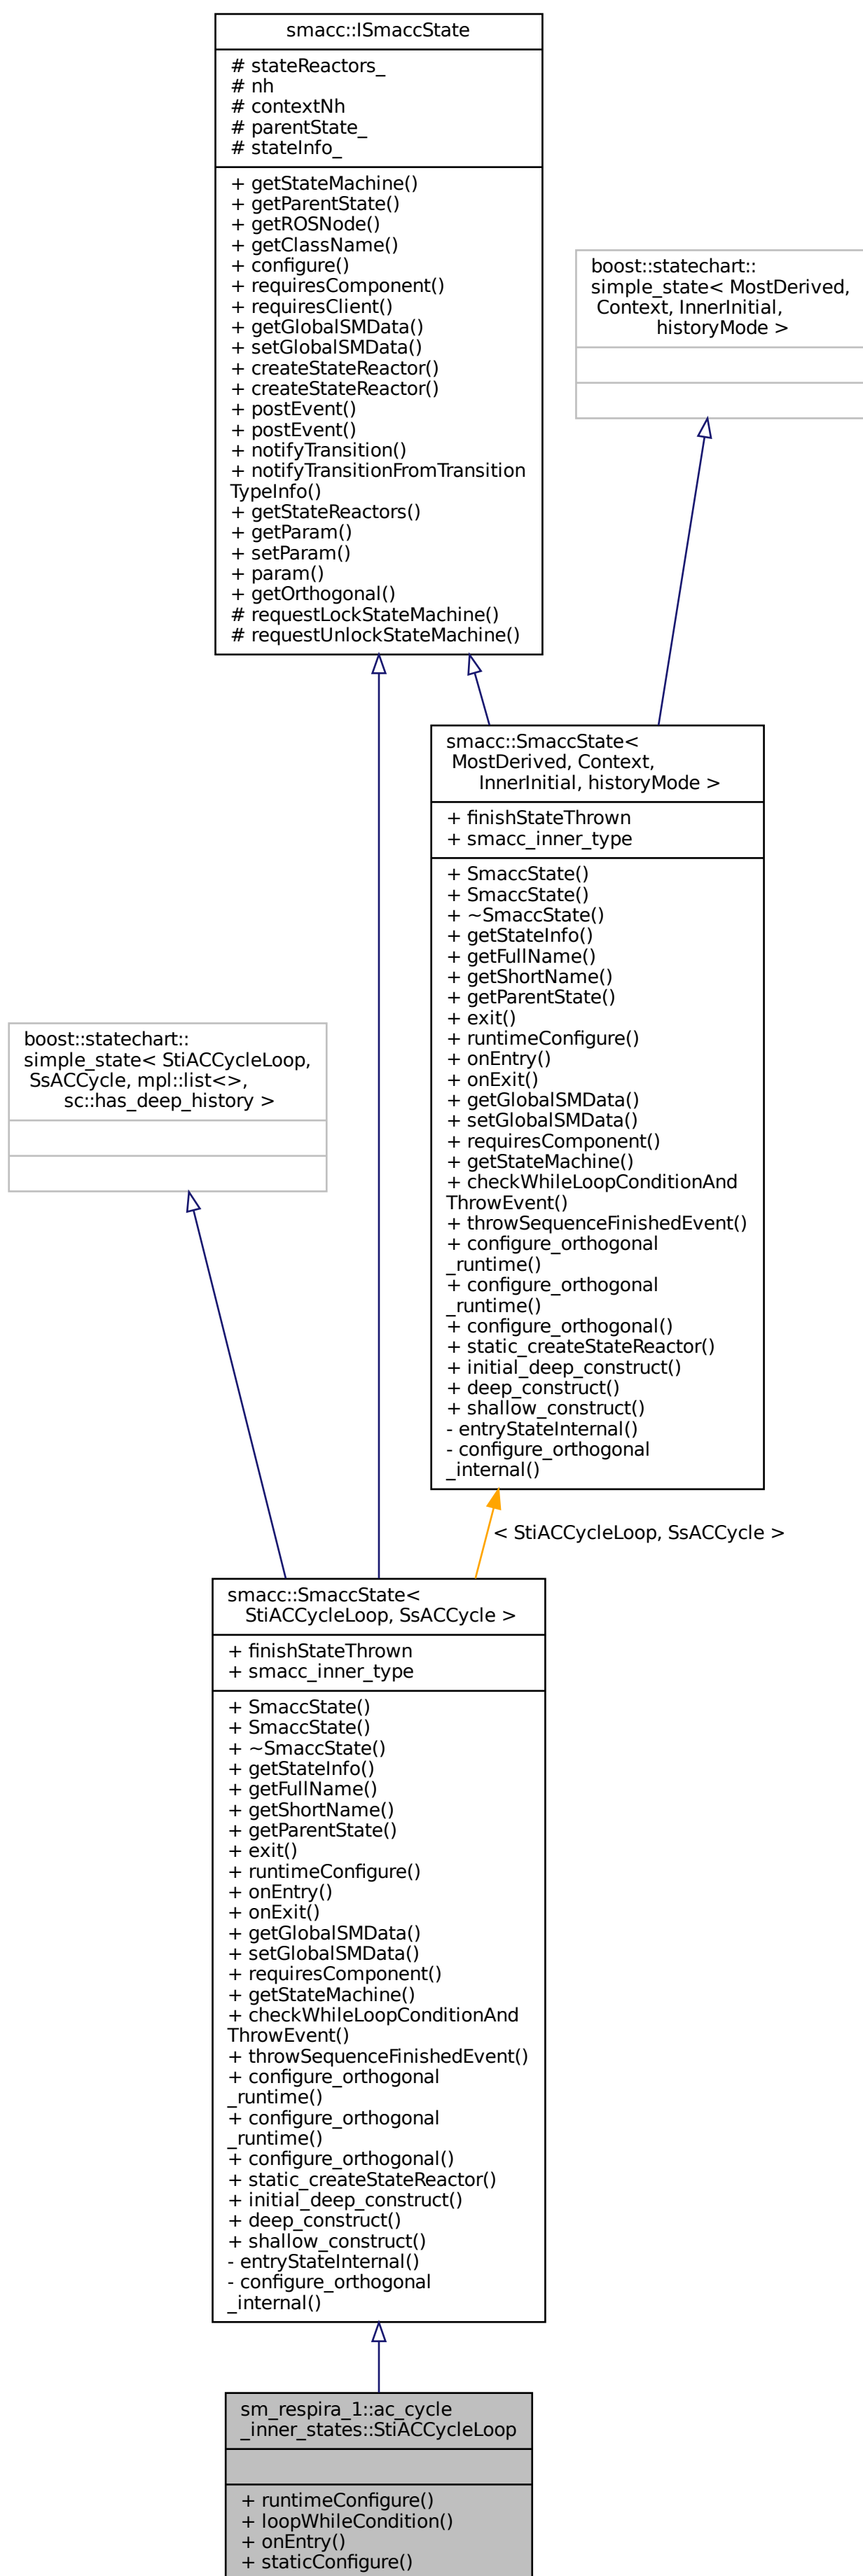 smacc::ISmaccState
# stateReactors_
# nh
# contextNh
# parentState_
# stateInfo_
+ getStateMachine()
+ getParentState()
+ getROSNode()
+ getClassName()
+ configure()
+ requiresComponent()
+ requiresClient()
+ getGlobalSMData()
+ setGlobalSMData()
+ createStateReactor()
+ createStateReactor()
+ postEvent()
+ postEvent()
+ notifyTransition()
+ notifyTransitionFromTransition
TypeInfo()
+ getStateReactors()
+ getParam()
+ setParam()
+ param()
+ getOrthogonal()
# requestLockStateMachine()
# requestUnlockStateMachine()
boost::statechart::
simple_state< MostDerived,
Context, InnerInitial,
historyMode >
smacc::SmaccState<
MostDerived, Context,
InnerInitial, historyMode >
+ finishStateThrown
+ smacc_inner_type
+ SmaccState()
+ SmaccState()
+ ~SmaccState()
+ getStateInfo()
+ getFullName()
+ getShortName()
+ getParentState()
+ exit()
+ runtimeConfigure()
+ onEntry()
+ onExit()
+ getGlobalSMData()
+ setGlobalSMData()
+ requiresComponent()
+ getStateMachine()
+ checkWhileLoopConditionAnd
ThrowEvent()
+ throwSequenceFinishedEvent()
+ configure_orthogonal
_runtime()
+ configure_orthogonal
_runtime()
+ configure_orthogonal()
+ static_createStateReactor()
+ initial_deep_construct()
+ deep_construct()
+ shallow_construct()
- entryStateInternal()
- configure_orthogonal
_internal()
boost::statechart::
simple_state< StiACCycleLoop,
SsACCycle, mpl::list<>,
sc::has_deep_history >
< StiACCycleLoop, SsACCycle >
smacc::SmaccState<
StiACCycleLoop, SsACCycle >
+ finishStateThrown
+ smacc_inner_type
+ SmaccState()
+ SmaccState()
+ ~SmaccState()
+ getStateInfo()
+ getFullName()
+ getShortName()
+ getParentState()
+ exit()
+ runtimeConfigure()
+ onEntry()
+ onExit()
+ getGlobalSMData()
+ setGlobalSMData()
+ requiresComponent()
+ getStateMachine()
+ checkWhileLoopConditionAnd
ThrowEvent()
+ throwSequenceFinishedEvent()
+ configure_orthogonal
_runtime()
+ configure_orthogonal
_runtime()
+ configure_orthogonal()
+ static_createStateReactor()
+ initial_deep_construct()
+ deep_construct()
+ shallow_construct()
- entryStateInternal()
- configure_orthogonal
_internal()
sm_respira_1::ac_cycle
_inner_states::StiACCycleLoop
+ runtimeConfigure()
+ loopWhileCondition()
+ onEntry()
+ staticConfigure()